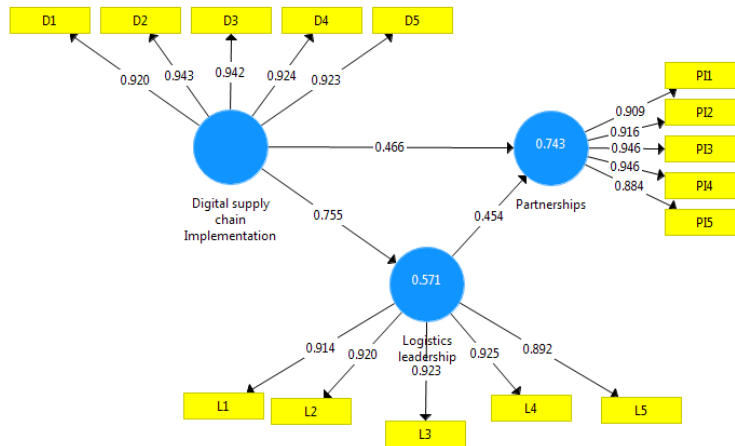 D1
D2
D3
D4
D5
0.920
0.943
0.942
0.924
0.923
PI1
PI2
PI3
PI4
PI5
0.909
0.916
0.946
0.946
0.884
0.743
Partnerships
0.466
Digital supply
chain
Implementation
0.755
0.454
0.571
Logistics
leadership
0.914
0.920
0.923
0.925
0.892
L1
L2
L3
L4
L5